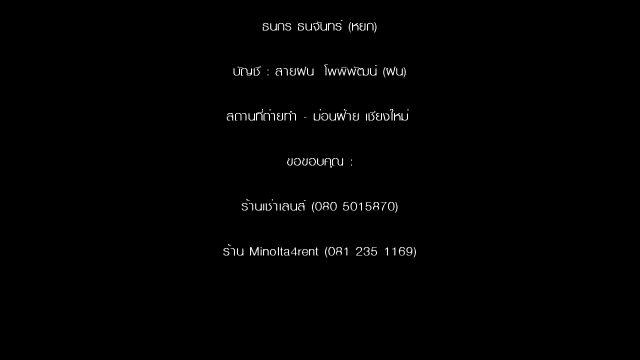 ธนกร ธนจันทร์ (หยก)
บัญชี : สายฝน โพพิพัฒน์ (ฝน)
สถานที่ถ่ายทำ - ม่อนฝ้าย เชียงใหม่
ขอขอบคุณ :
ร้านเช่าเลนส์ (080 5015870)
ร้าน Minolta4rent (081 235 1169)